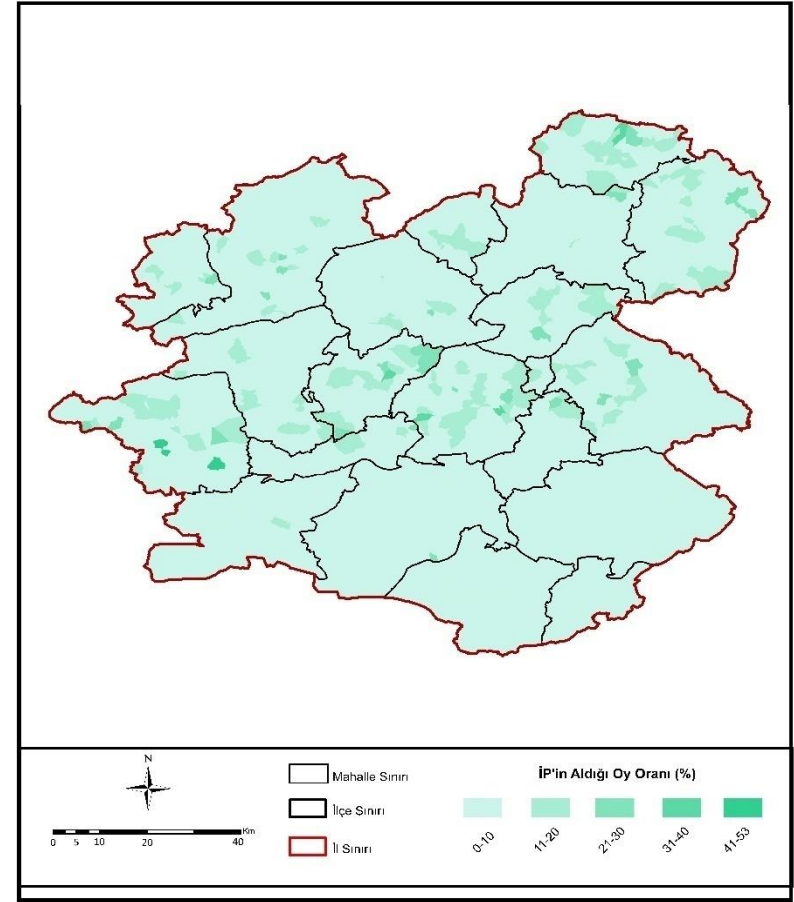 N
0 5 10 20 40 Km
Mahalle Sınırı
İlçe Sınırı
İl Sınırı
İP'in Aldığı Oy Oranı (%)
0-10 11-20 21-30 31-40 41-53